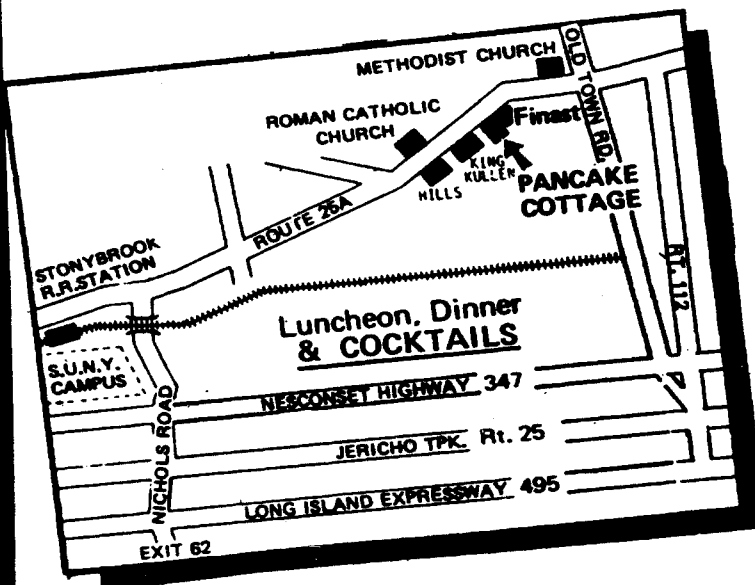 METHODIST CHURCH
OLD TOWN RD.
ROMAN CATHOLIC
CHURCH
Finast
KING
KULLEN
HILLS
PANCAKE
COTTAGE
ROUTE 25A
STONYBROOK
R.R.STATION
RT. 112
Luncheon, Dinner
& COCKTAILS
S.U.N.Y.
CAMPUS
NESCONSET HIGHWAY 347
NICHOLS ROAD
JERICHO TPK. Rt. 25
LONG ISLAND EXPRESSWAY 495
EXIT 62